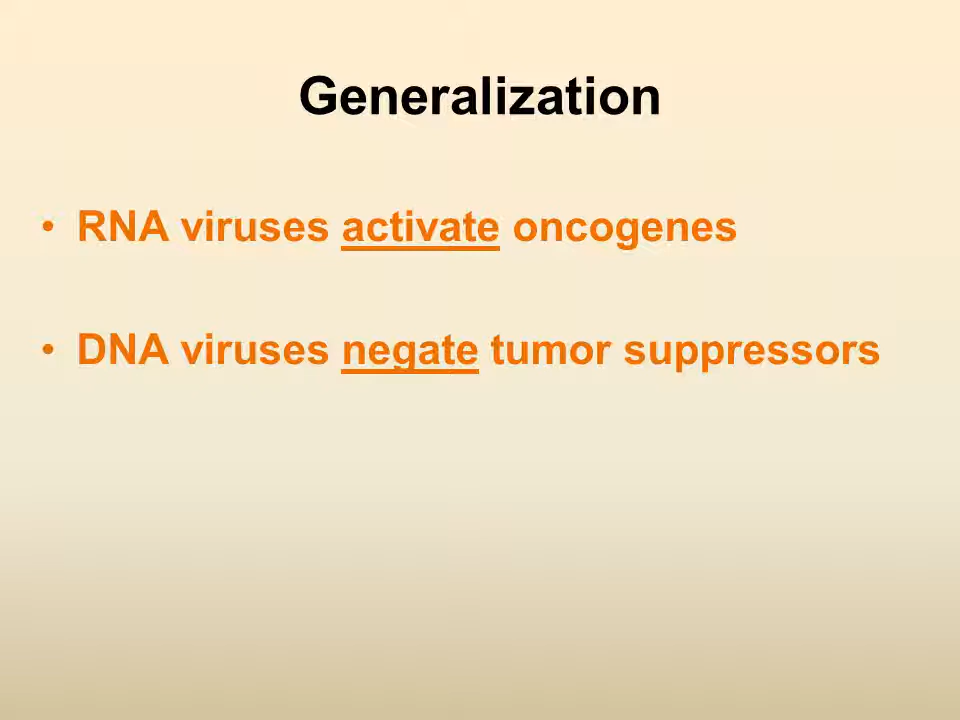 Generalization
• RNA viruses activate oncogenes
• DNA viruses negate tumor suppressors